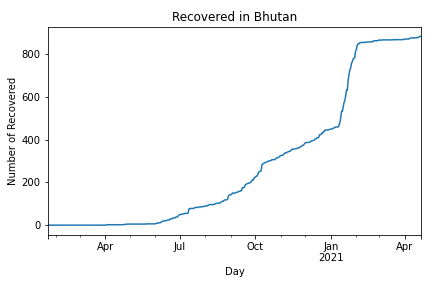 Recovered in Bhutan
Number of Recovered
800
600
400
200
0
Apr
Jul
Oct
Jan
2021
Apr
Day